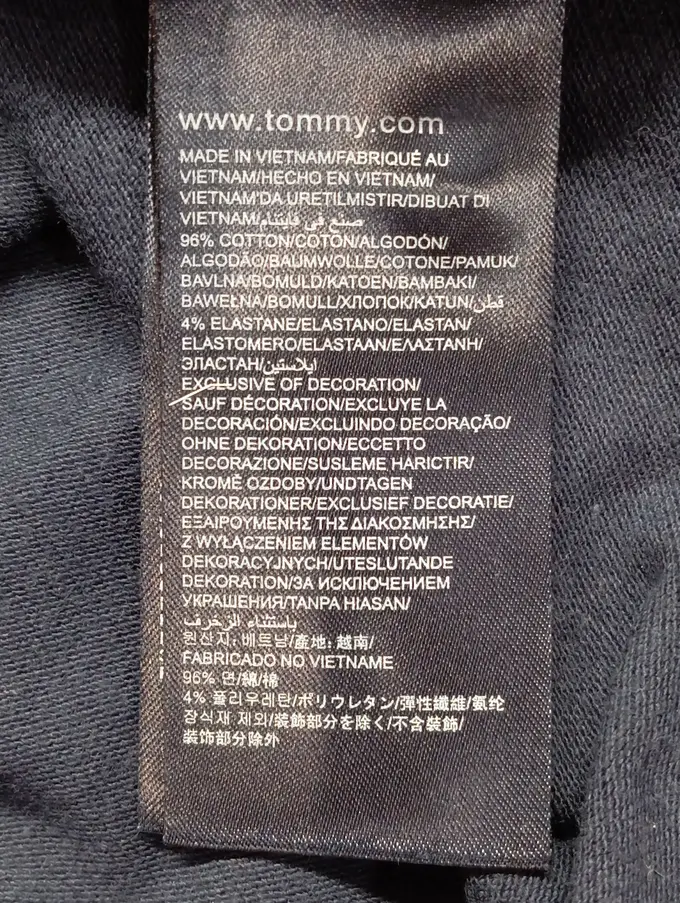 www.tommy.com
MADE IN VIETNAM/FABRIQUÉ AU
VIETNAM/HECHO EN VIETNAM/
VIETNAM'DA URETILMISTIR/DIBUAT DI
VIETNAM/صنع في فايتنام
96% COTTON/COTON/ALGODÓN/
ALGODÃO/BAUMWOLLE/COTONE/PAMUK/
BAVLNA/BOMULD/KATOEN/BAMBAKI/
BAWEŁNA/BOMULL/ХЛОПОК/KATUN/قطن
4% ELASTANE/ELASTANO/ELASTAN/
ELASTOMERO/ELASTAAN/ΕΛΑΣΤΑΝΗ/
ЭЛАСТАН/ايلاستين
EXCLUSIVE OF DECORATION/
SAUF DÉCORATION/EXCLUYE LA
DECORACIÓN/EXCLUINDO DECORAÇÃO/
OHNE DEKORATION/ECCETTO
DECORAZIONE/SUSLEME HARICTIR/
KROMĚ OZDOBY/UNDTAGEN
DEKORATIONER/EXCLUSIEF DECORATIE/
ΕΞΑΙΡΟΥΜΕΝΗΣ ΤΗΣ ΔΙΑΚΟΣΜΗΣΗΣ/
Z WYŁĄCZENIEM ELEMENTÓW
DEKORACYJNYCH/UTESLUTANDE
DEKORATION/ЗА ИСКЛЮЧЕНИЕМ
УКРАШЕНИЯ/TANPA HIASAN/
باستثناء الزخرف
원산지: 베트남/產地: 越南/
FABRICADO NO VIETNAME
96% 면/綿/棉
4% 폴리우레탄/ポリウレタン/彈性纖維/氨纶
장식재 제외/装飾部分を除く/不含裝飾/
装饰部分除外